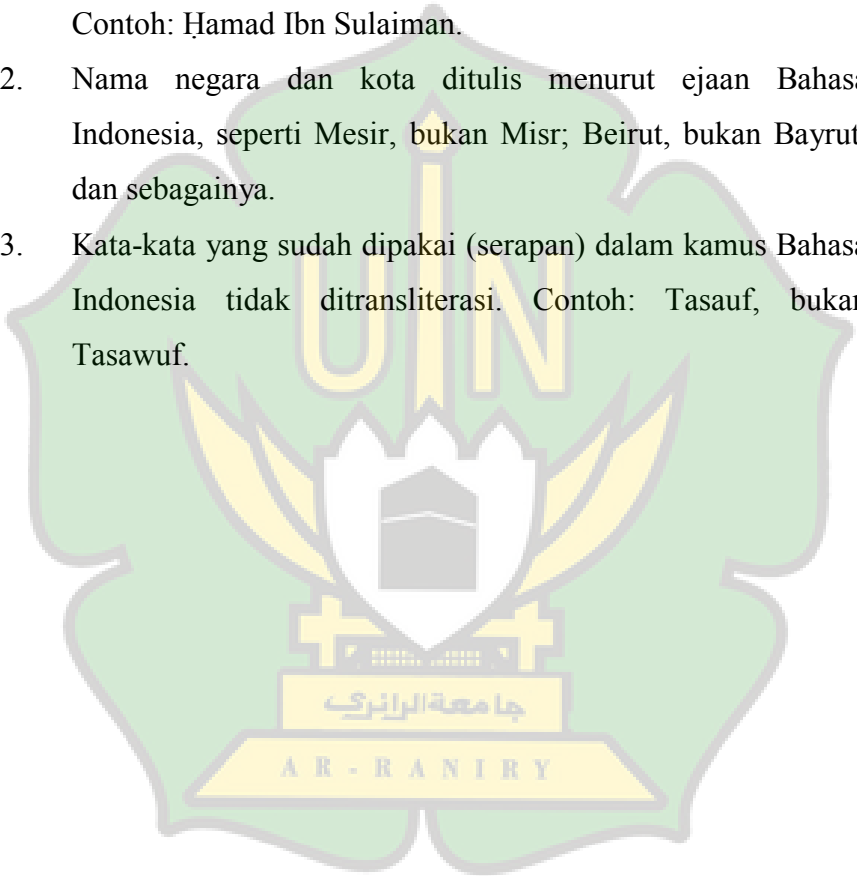 Contoh: Ḥamad Ibn Sulaiman.
2. Nama negara dan kota ditulis menurut ejaan Bahasa
Indonesia, seperti Mesir, bukan Misr; Beirut, bukan Bayrut
dan sebagainya.
3. Kata-kata yang sudah dipakai (serapan) dalam kamus Bahasa
Indonesia tidak ditransliterasi. Contoh: Tasauf, bukan
Tasawuf.
UIN
جامعة الرانري
AR-RANIRY